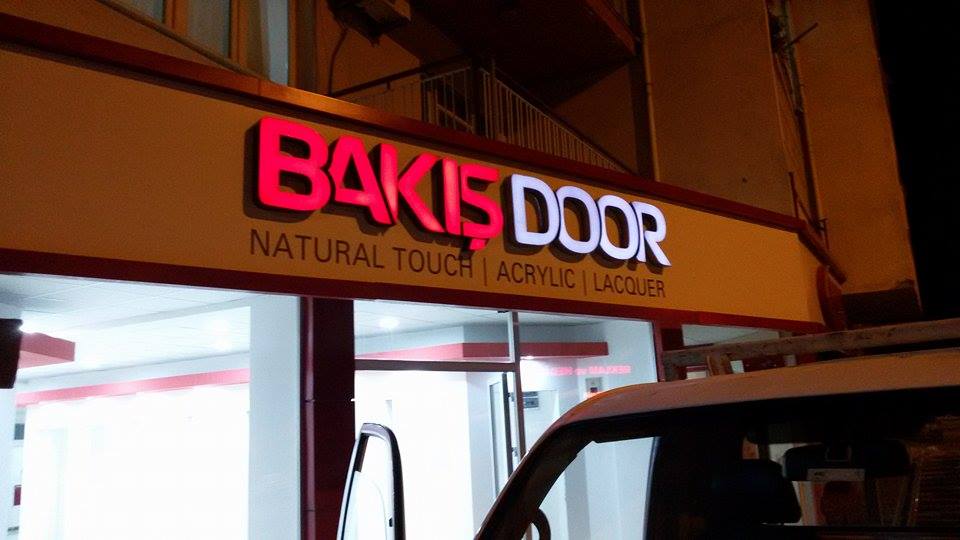 BAKIŞ DOOR
NATURAL TOUCH | ACRYLIC | LACQUER